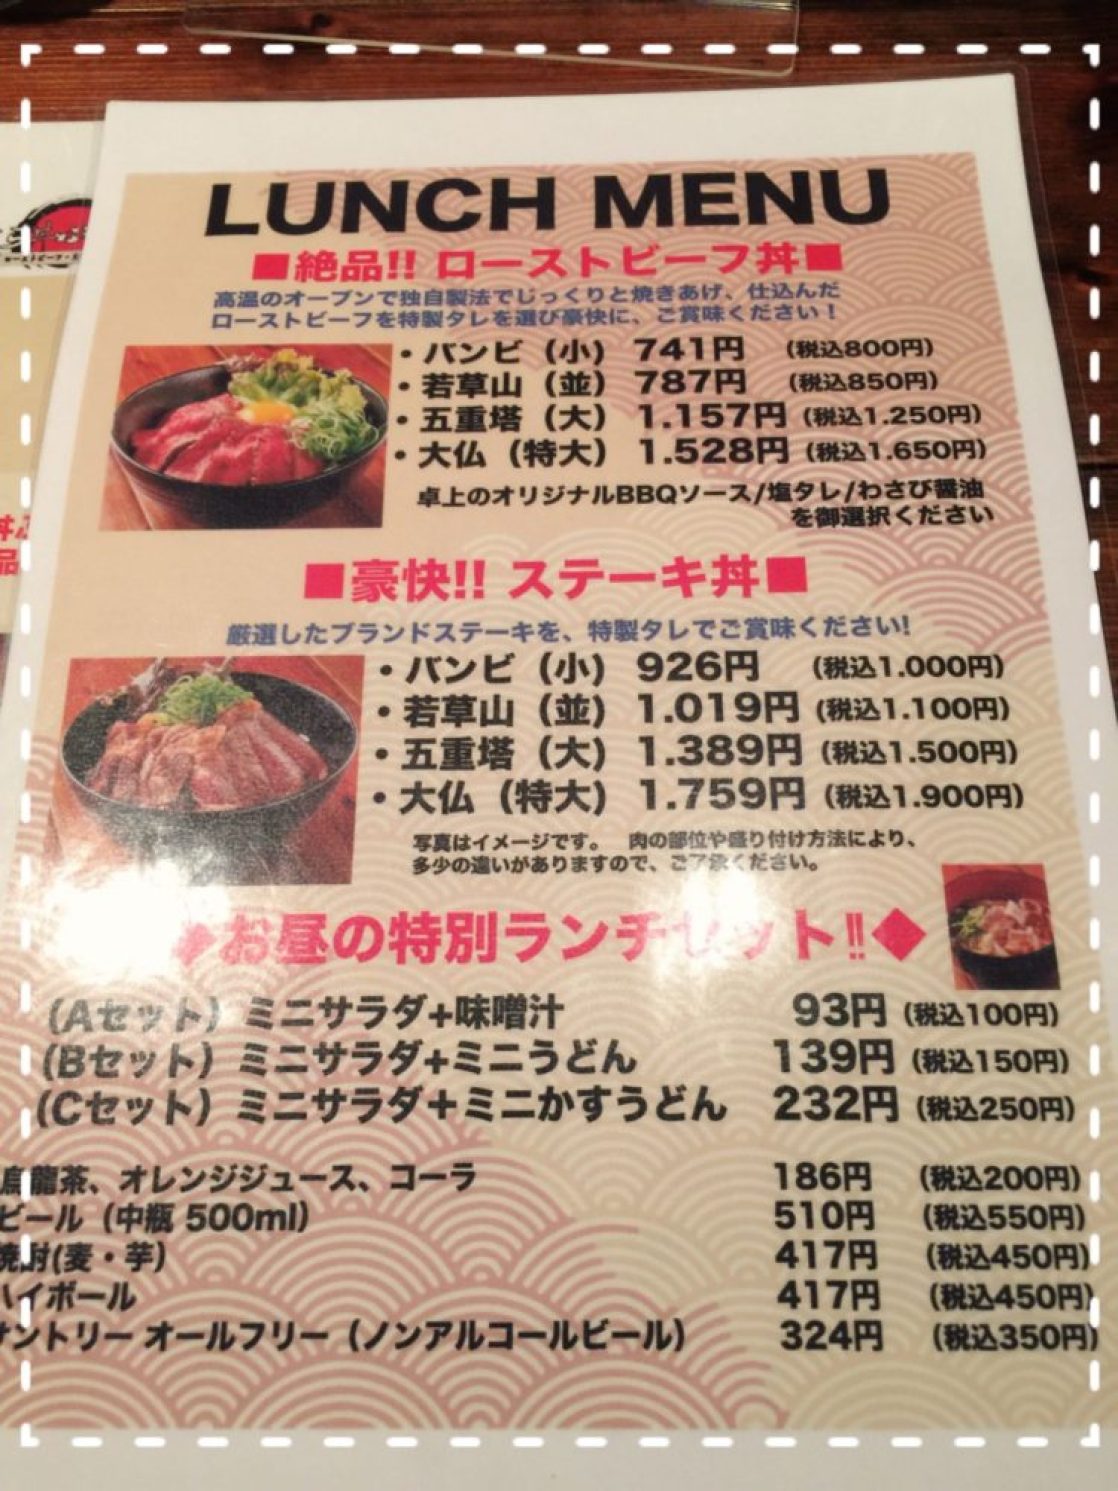 LUNCH MENU
■絶品!! ローストビーフ丼■
高温のオーブンで独自製法でじっくりと焼きあげ、仕込んだ
ローストビーフを特製タレを選び豪快に、ご賞味ください！
・バンビ（小） 741円 （税込800円）
・若草山（並） 787円 （税込850円）
・五重塔（大） 1.157円（税込1.250円）
・大仏（特大） 1.528円（税込1.650円）
卓上のオリジナルBBQソース/塩タレ/わさび醤油
を御選択ください
■豪快!! ステーキ丼■
厳選したブランドステーキを、特製タレでご賞味ください!
・バンビ（小） 926円 （税込1.000円）
・若草山（並） 1.019円（税込1.100円）
・五重塔（大） 1.389円（税込1.500円）
・大仏（特大） 1.759円（税込1.900円）
写真はイメージです。 肉の部位や盛り付け方法により、
多少の違いがありますので、ご了承ください。
◆お昼の特別ランチセット!!◆
（Aセット）ミニサラダ+味噌汁 93円（税込100円）
（Bセット）ミニサラダ+ミニうどん 139円（税込150円）
（Cセット）ミニサラダ＋ミニかすうどん 232円（税込250円）
烏龍茶、オレンジジュース、コーラ 186円 （税込200円）
ビール（中瓶 500ml） 510円 （税込550円）
焼酎(麦・芋） 417円 （税込450円）
ハイボール 417円 （税込450円）
サントリー オールフリー（ノンアルコールビール） 324円 （税込350円）